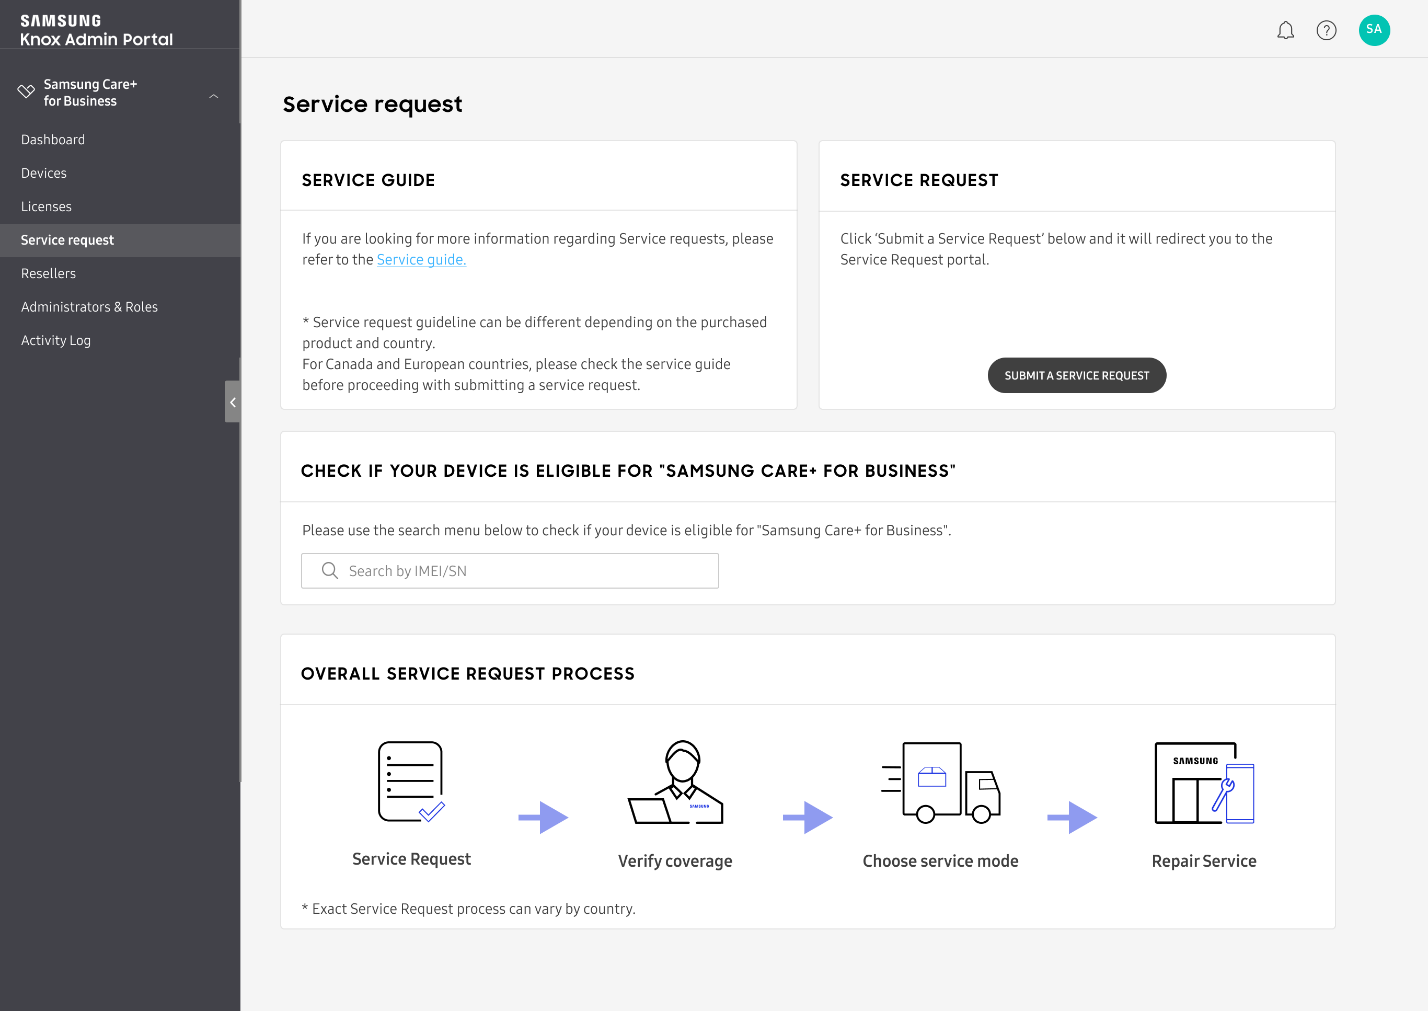 SAMSUNG
Knox Admin Portal
Samsung Care+
for Business
Dashboard
Devices
Licenses
Service request
Resellers
Administrators & Roles
Activity Log
?
SA
Service request
SERVICE GUIDE
If you are looking for more information regarding Service requests, please
refer to the Service guide.
* Service request guideline can be different depending on the purchased
product and country.
For Canada and European countries, please check the service guide
before proceeding with submitting a service request.
SERVICE REQUEST
Click ‘Submit a Service Request’ below and it will redirect you to the
Service Request portal.
SUBMIT A SERVICE REQUEST
CHECK IF YOUR DEVICE IS ELIGIBLE FOR "SAMSUNG CARE+ FOR BUSINESS"
Please use the search menu below to check if your device is eligible for "Samsung Care+ for Business".
Search by IMEI/SN
OVERALL SERVICE REQUEST PROCESS
SAMSUNG
SAMSUNG
Service Request
Verify coverage
Choose service mode
Repair Service
* Exact Service Request process can vary by country.